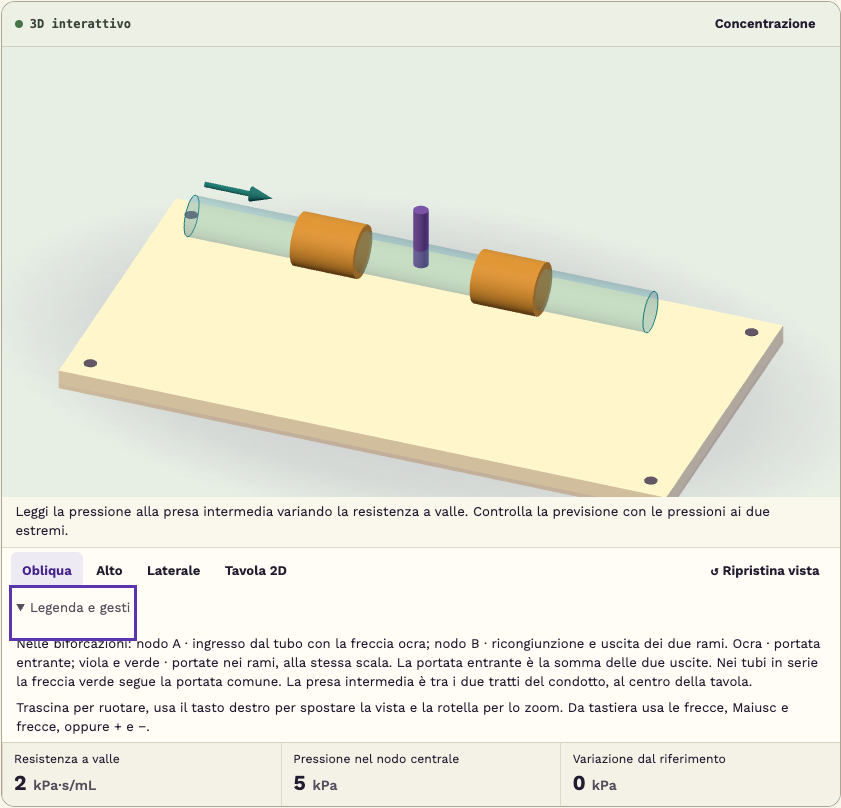 3D interattivo
Concentrazione
Leggi la pressione alla presa intermedia variando la resistenza a valle. Controlla la previsione con le pressioni ai due
estremi.
Obliqua
Alto
Laterale
Tavola 2D
↺ Ripristina vista
▼ Legenda e gesti
Nelle biforcazioni: nodo A · ingresso dal tubo con la freccia ocra; nodo B · ricongiunzione e uscita dei due rami. Ocra · portata
entrante; viola e verde · portate nei rami, alla stessa scala. La portata entrante è la somma delle due uscite. Nei tubi in serie
la freccia verde segue la portata comune. La presa intermedia è tra i due tratti del condotto, al centro della tavola.
Trascina per ruotare, usa il tasto destro per spostare la vista e la rotella per lo zoom. Da tastiera usa le frecce, Maiusc e
frecce, oppure + e −.
Resistenza a valle
2 kPa·s/mL
Pressione nel nodo centrale
5 kPa
Variazione dal riferimento
0 kPa